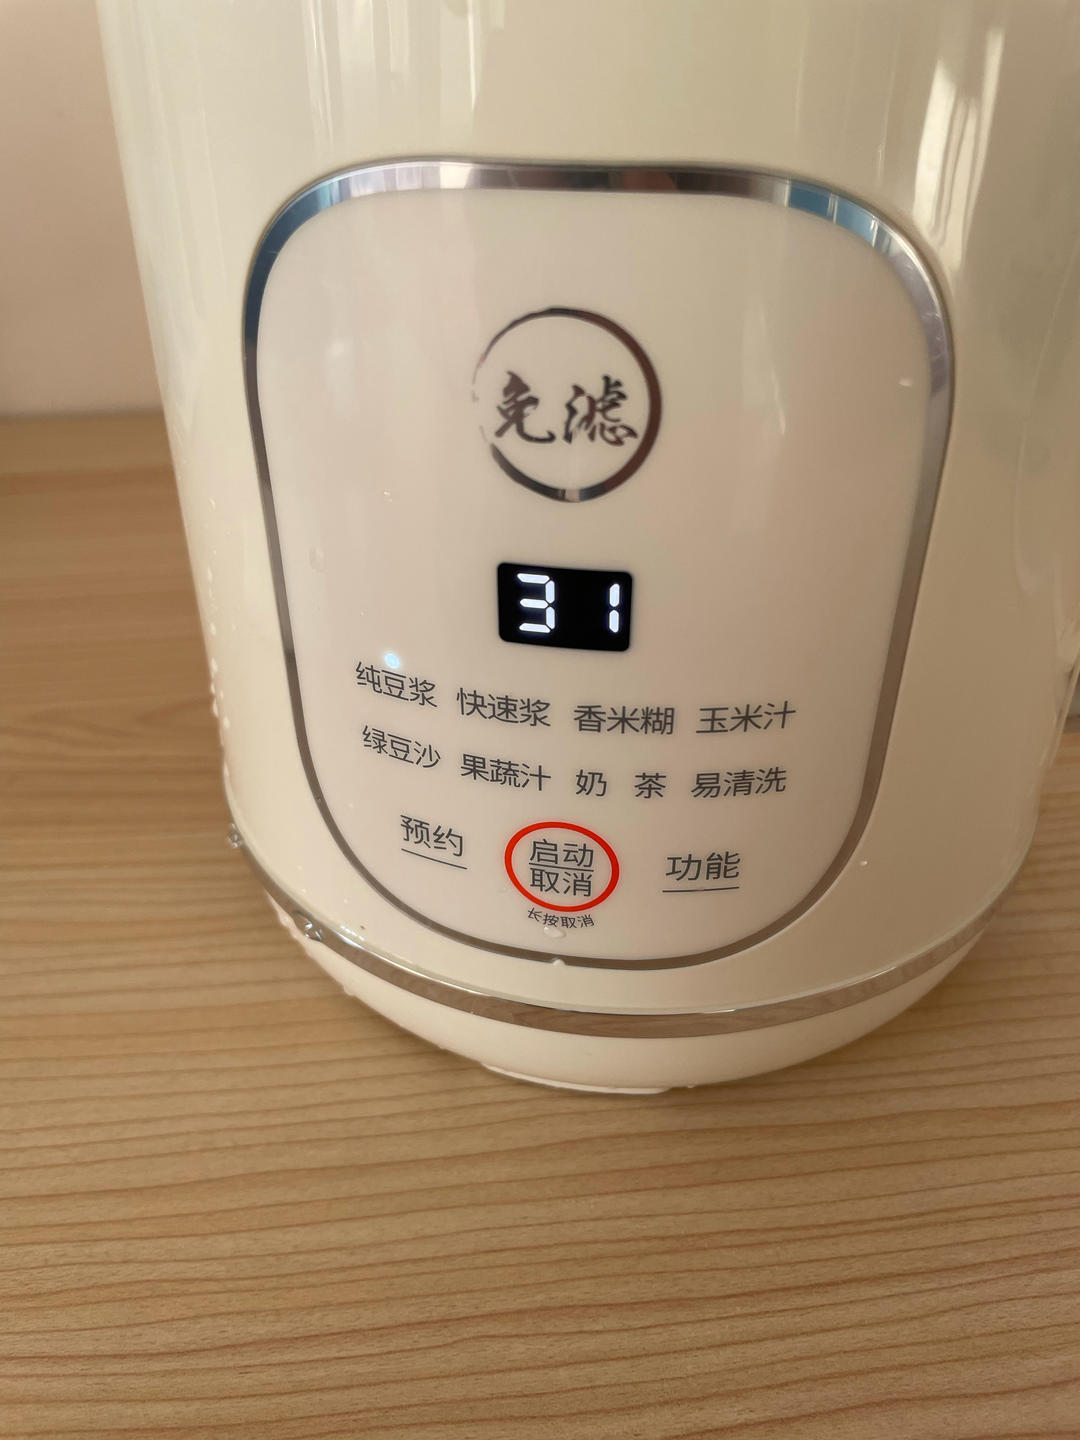 免滤
31
纯豆浆 快速浆 香米糊 玉米汁
绿豆沙 果蔬汁 奶 茶 易清洗
预约 启动 功能
取消
长按取消